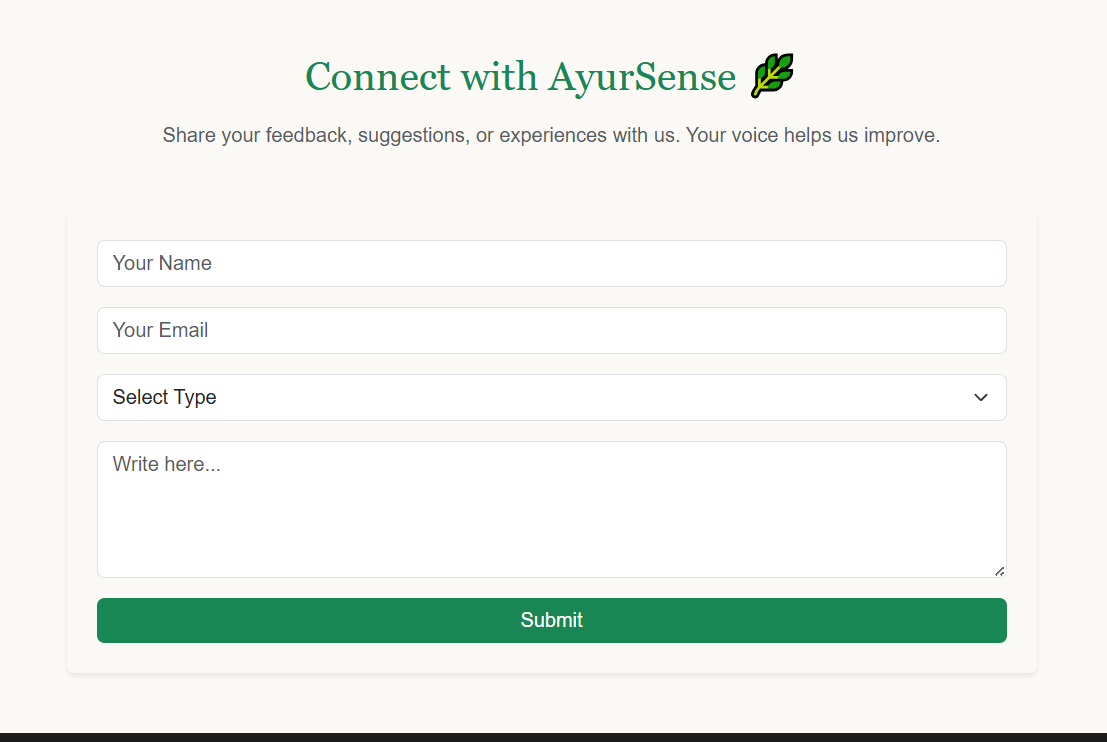 Connect with AyurSense 🌿
Share your feedback, suggestions, or experiences with us. Your voice helps us improve.
Your Name
Your Email
Select Type
Write here...
Submit